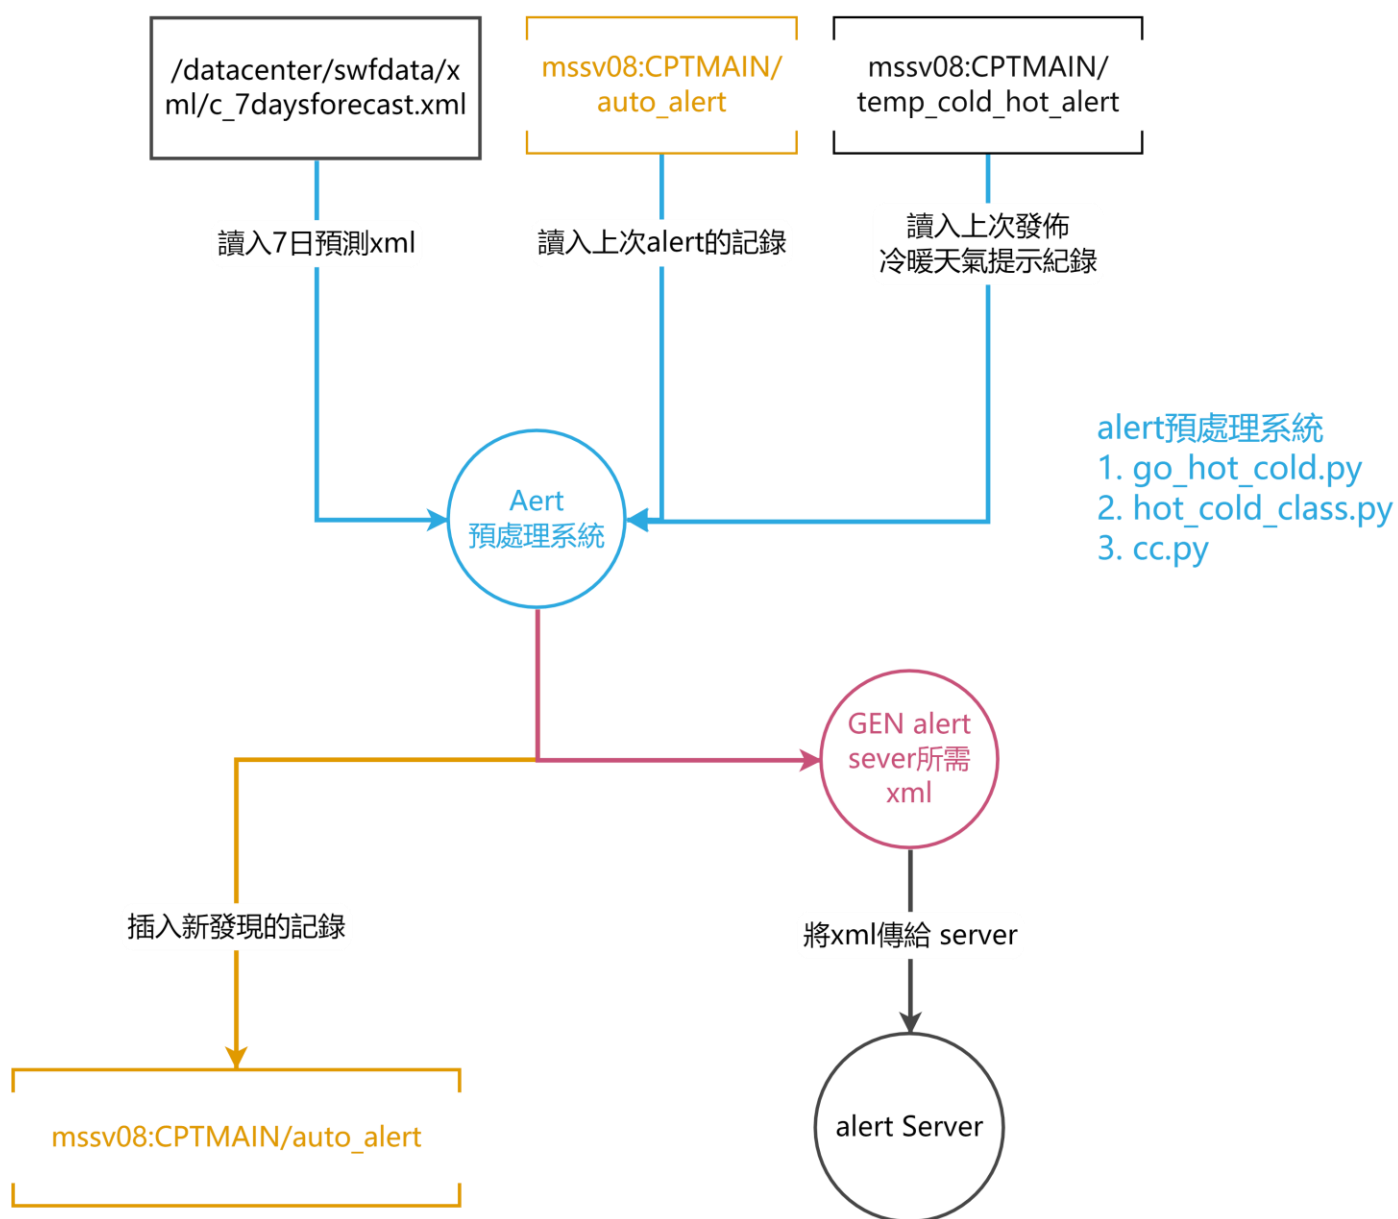 /datacenter/swfdata/x
ml/c_7daysforecast.xml
mssv08:CPTMAIN/
auto_alert
mssv08:CPTMAIN/
temp_cold_hot_alert
讀入7日預測xml
讀入上次alert的記錄
讀入上次發佈
冷暖天氣提示紀錄
alert預處理系統
1. go_hot_cold.py
2. hot_cold_class.py
3. cc.py
Aert
預處理系統
GEN alert
sever所需
xml
插入新發現的記錄
將xml傳給 server
mssv08:CPTMAIN/auto_alert
alert Server